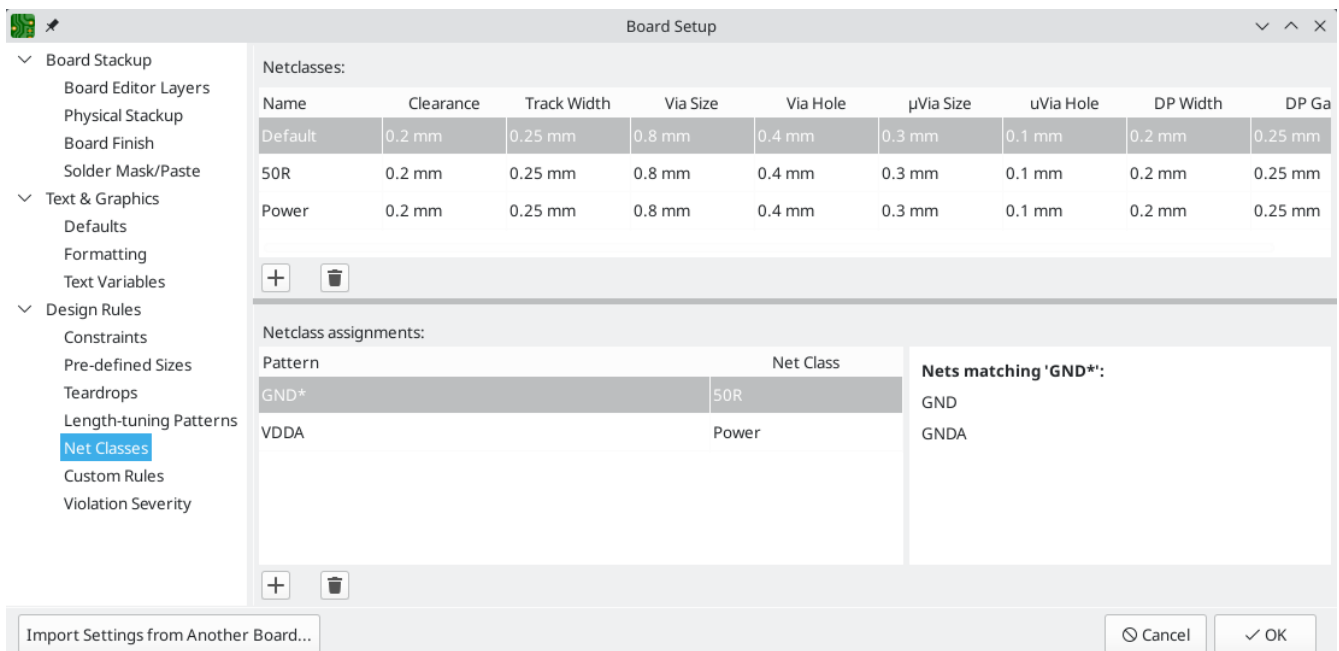 Board Setup
Board Stackup
Board Editor Layers
Physical Stackup
Board Finish
Solder Mask/Paste
Text & Graphics
Defaults
Formatting
Text Variables
Design Rules
Constraints
Pre-defined Sizes
Teardrops
Length-tuning Patterns
Net Classes
Custom Rules
Violation Severity
Netclasses:
Name Clearance Track Width Via Size Via Hole µVia Size uVia Hole DP Width DP Ga
Default 0.2 mm 0.25 mm 0.8 mm 0.4 mm 0.3 mm 0.1 mm 0.2 mm 0.25 mm
50R 0.2 mm 0.25 mm 0.8 mm 0.4 mm 0.3 mm 0.1 mm 0.2 mm 0.25 mm
Power 0.2 mm 0.25 mm 0.8 mm 0.4 mm 0.3 mm 0.1 mm 0.2 mm 0.25 mm
Netclass assignments:
Pattern Net Class
GND* 50R
VDDA Power
Nets matching 'GND*':
GND
GNDA
Import Settings from Another Board...
Cancel
OK